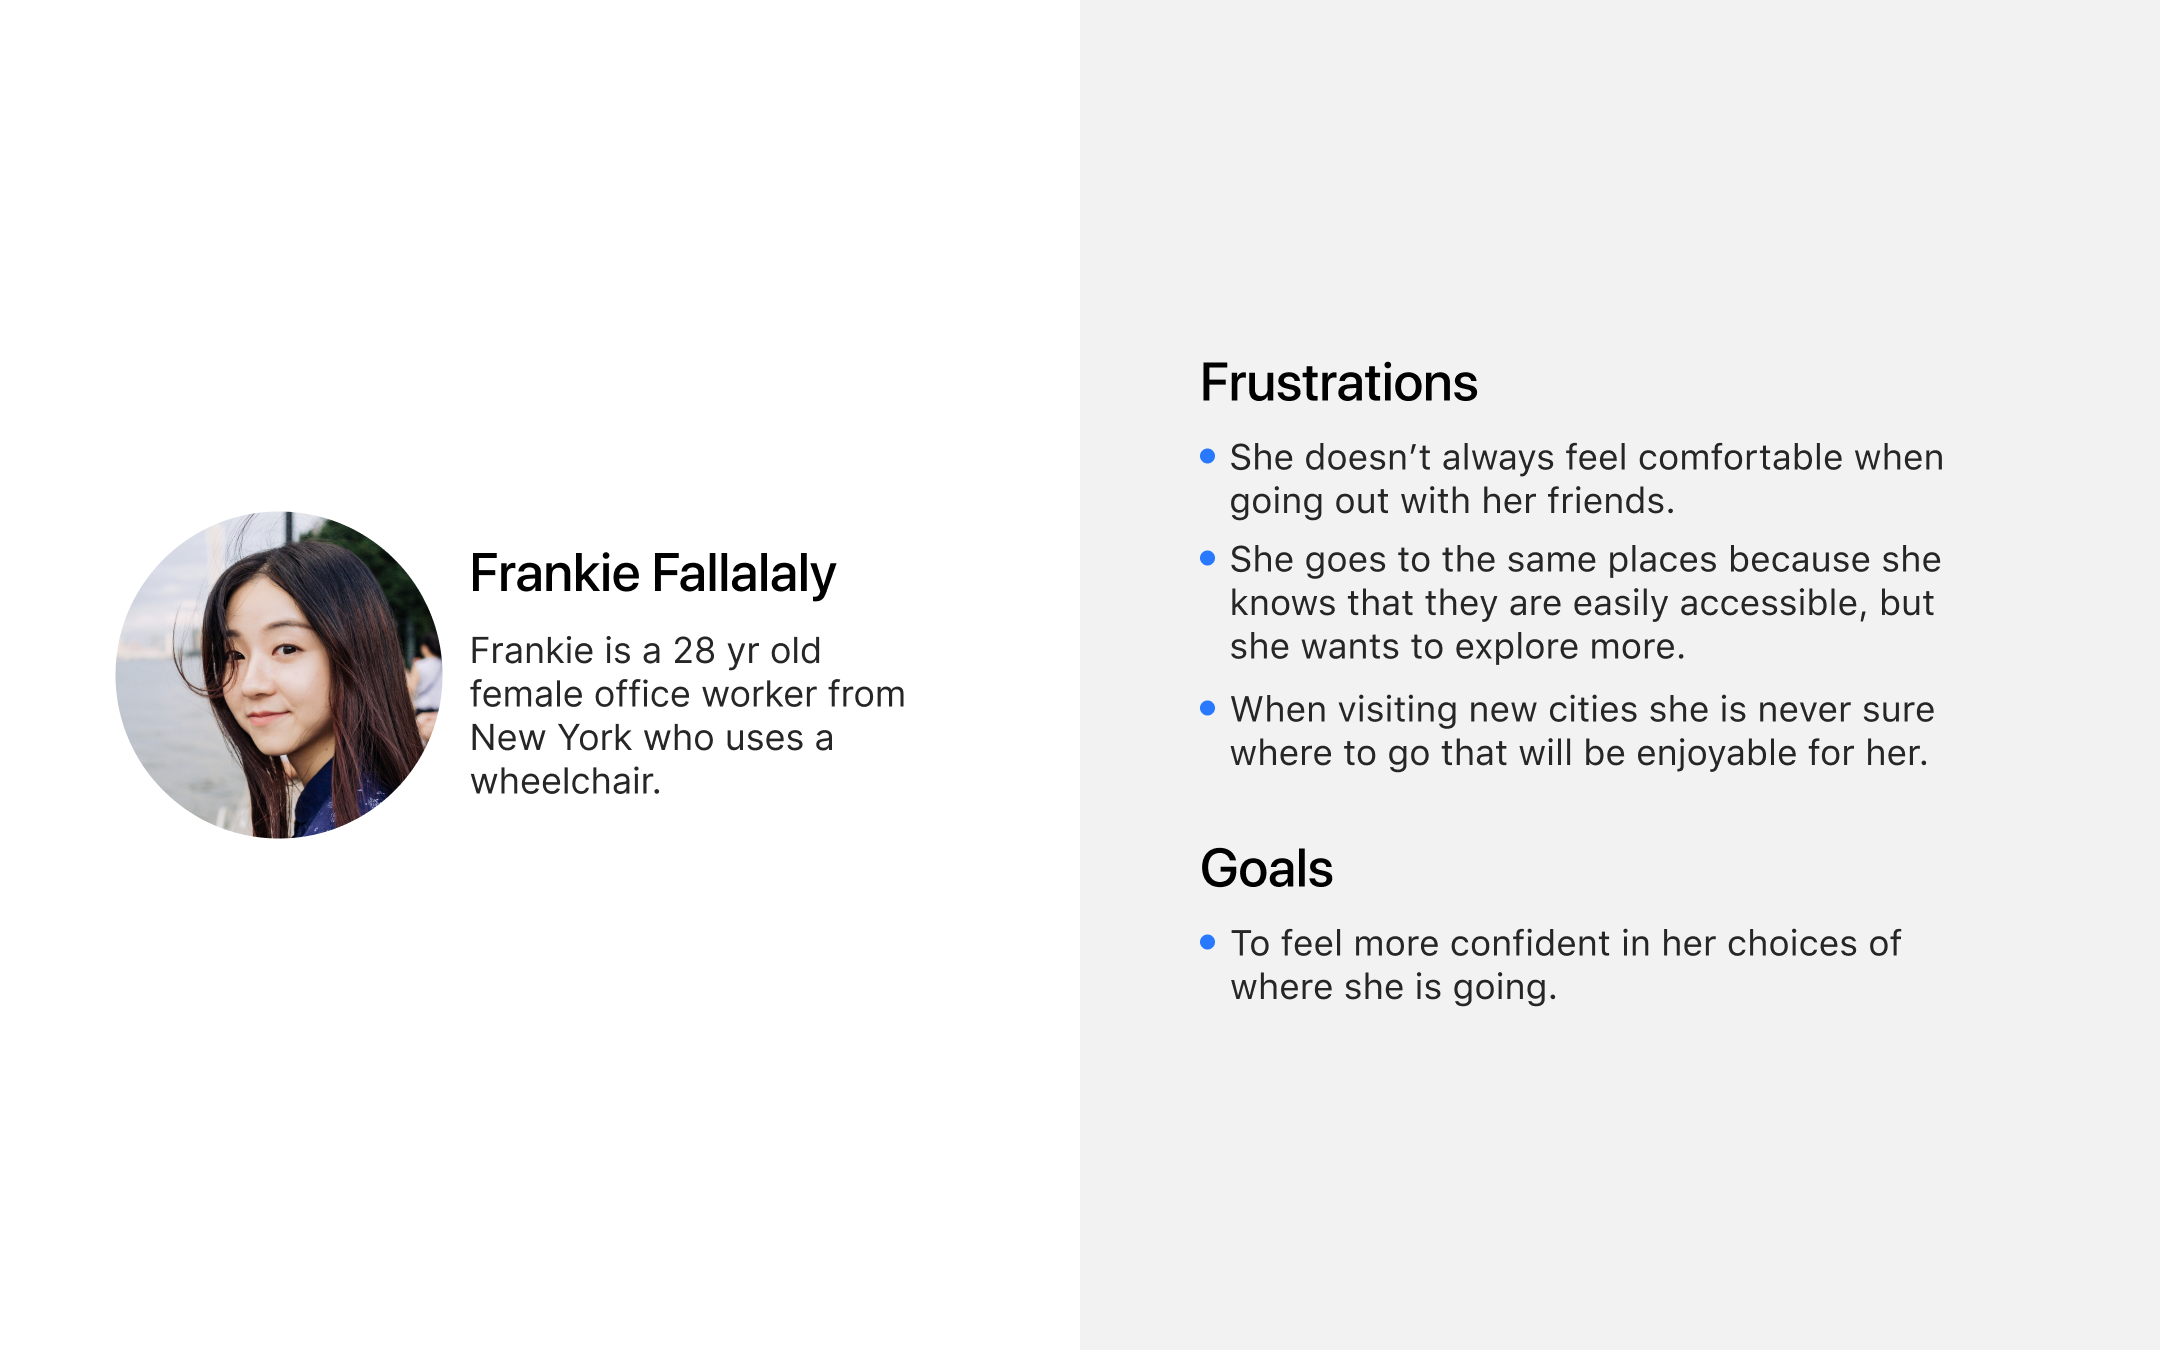 Frankie Fallalaly
Frankie is a 28 yr old
female office worker from
New York who uses a
wheelchair.
Frustrations
She doesn’t always feel comfortable when
going out with her friends.
She goes to the same places because she
knows that they are easily accessible, but
she wants to explore more.
When visiting new cities she is never sure
where to go that will be enjoyable for her.
Goals
To feel more confident in her choices of
where she is going.